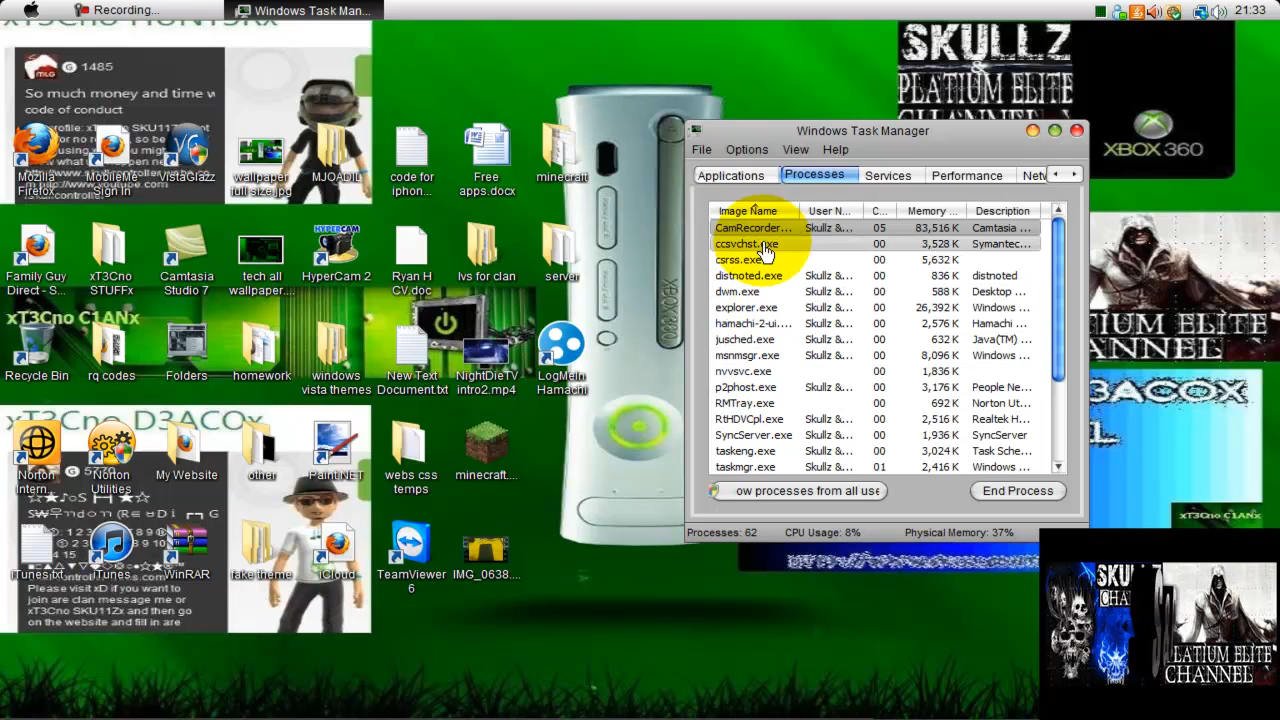 Recording...
Windows Task Man...
21:33
xT3Cno HUNT3Rx
G 1485
So much money and time w
code of conduct
SKULLZ
&
PLATIUM ELITE
CHANNEL
XBOX 360
Mozilla Firefox
MobileMe Sign In
VistaGlazz
wallpaper full size.jpg
MJOADIL
code for iphon...
Free apps.docx
minecraft
Family Guy Direct - S...
xT3Cno STUFFx
Camtasia Studio 7
tech all wallpaper....
HYPERCAM
HyperCam 2
Ryan H CV.doc
lvs for clan
server
xT3Cno C1ANx
Recycle Bin
rq codes
Folders
homework
windows vista themes
New Text Document.txt
NightDieTV intro2.mp4
LogMeIn Hamachi
XBOX 360
xT3Cno D3ACOx
Norton Intern...
Norton Utilities
My Website
other
Paint.NET
webs css temps
minecraft....
iTunes.txt
iTunes
WinRAR
fake theme
iCloud
TeamViewer 6
IMG_0638....
Please visit xD if you want to
join are clan message me or
xT3Cno SKU11Zx and then go
on the website and fill in are
Windows Task Manager
File Options View Help
Applications Processes Services Performance Netv
Image Name User N... C... Memory ... Description
CamRecorder... Skullz &... 05 83,516 K Camtasia ...
ccsvchst.exe 00 3,528 K Symantec...
csrss.exe 00 5,632 K
distnoted.exe Skullz &... 00 836 K distnoted
dwm.exe Skullz &... 00 588 K Desktop ...
explorer.exe Skullz &... 00 26,392 K Windows ...
hamachi-2-ui.... Skullz &... 00 2,576 K Hamachi ...
jusched.exe Skullz &... 00 632 K Java(TM) ...
msnmsgr.exe Skullz &... 00 8,096 K Windows ...
nvvsvc.exe 00 1,836 K
p2phost.exe Skullz &... 00 3,176 K People Ne...
RMTray.exe 00 692 K Norton Ut...
RtHDVCpl.exe Skullz &... 00 2,516 K Realtek H...
SyncServer.exe Skullz &... 00 1,936 K SyncServer
taskeng.exe Skullz &... 00 3,024 K Task Sche...
taskmgr.exe Skullz &... 01 2,416 K Windows ...
ow processes from all use
End Process
Processes: 62 CPU Usage: 8% Physical Memory: 37%
IUM ELITE
ANNEL
D3ACOX
xT3Cno C1ANx
SKU
CHA
LATIUM ELITE
CHANNEL